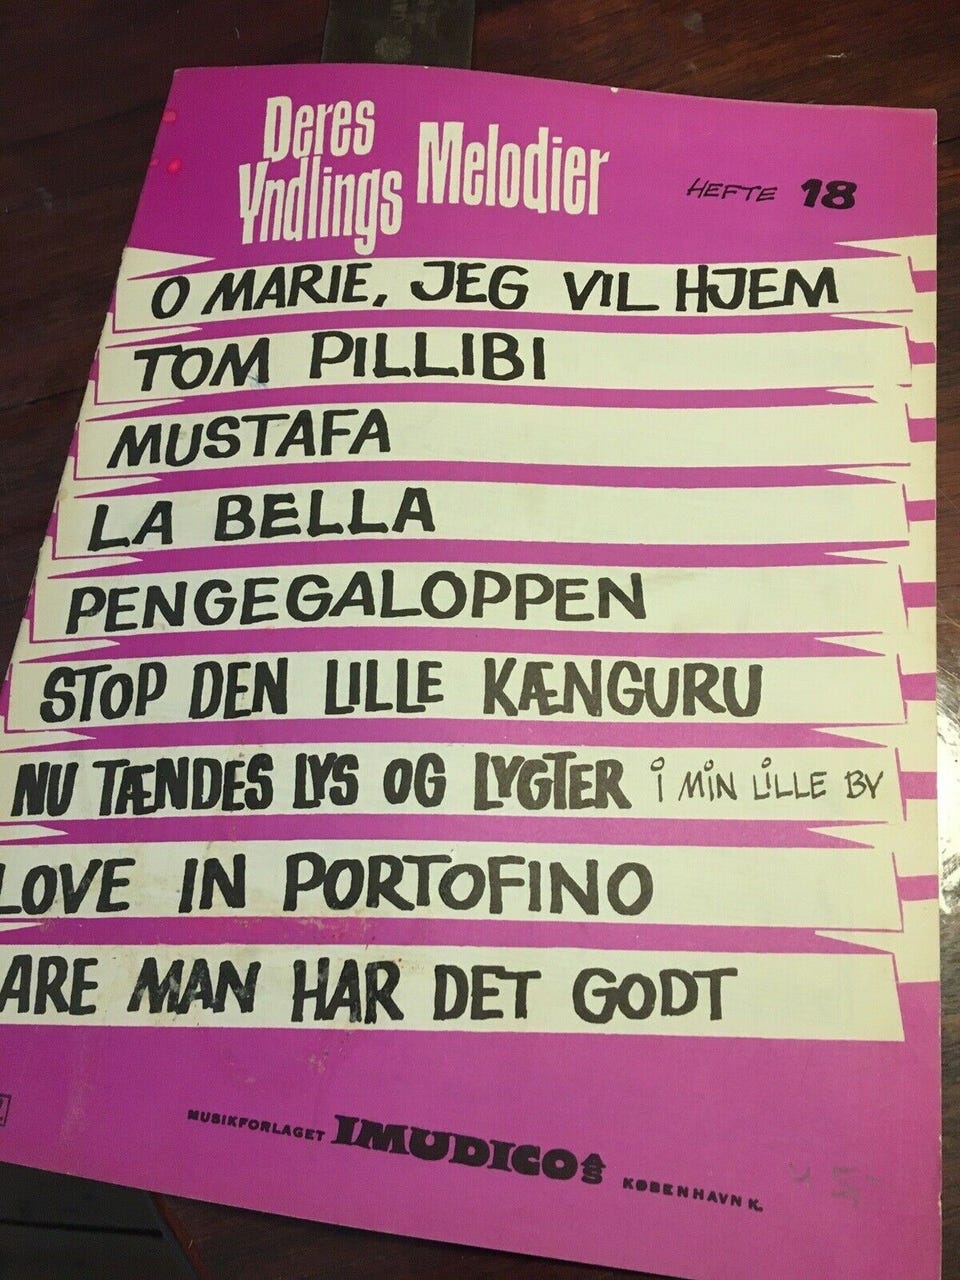 Deres
Yndlings Melodier
HEFTE 18
O MARIE, JEG VIL HJEM
TOM PILLIBI
MUSTAFA
LA BELLA
PENGEGALOPPEN
STOP DEN LILLE KÆNGURU
NU TÆNDES LYS OG LYGTER I MIN LILLE BY
LOVE IN PORTOFINO
ARE MAN HAR DET GODT
MUSIKFORLAGET IMUDICO A/S KØBENHAVN K.